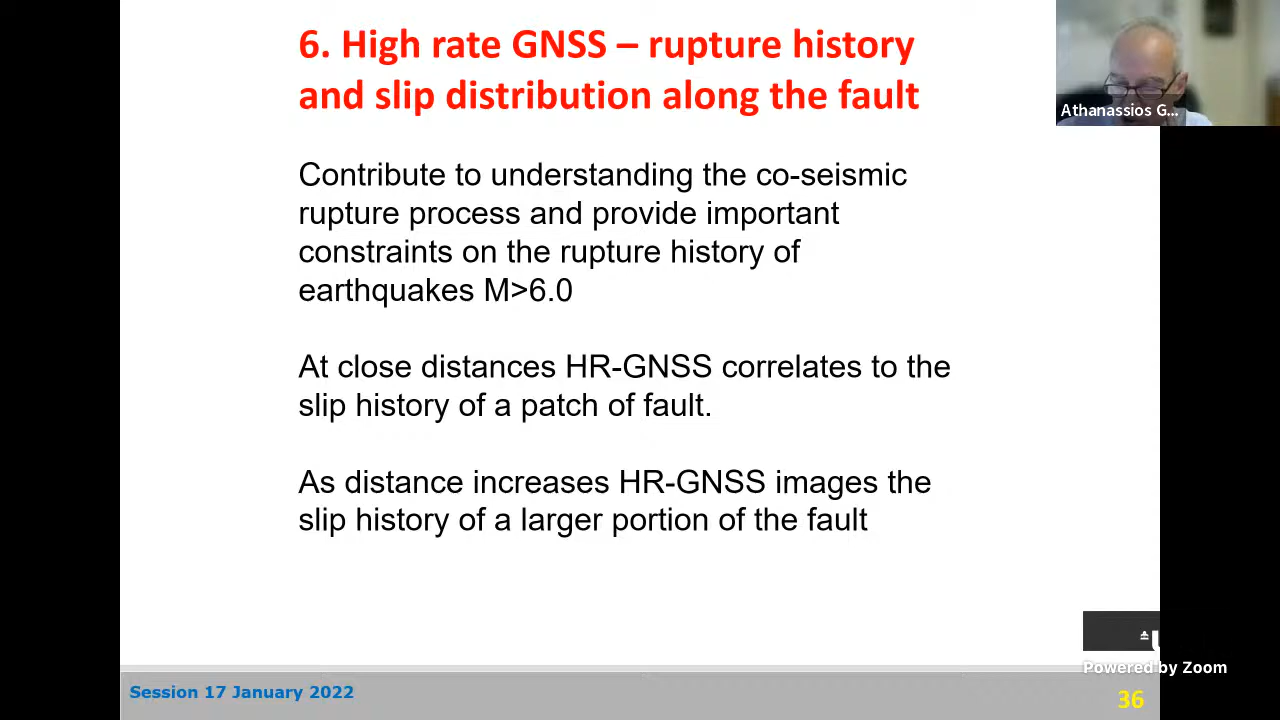 6. High rate GNSS – rupture history
and slip distribution along the fault
Athanassios G...
Contribute to understanding the co-seismic
rupture process and provide important
constraints on the rupture history of
earthquakes M>6.0
At close distances HR-GNSS correlates to the
slip history of a patch of fault.
As distance increases HR-GNSS images the
slip history of a larger portion of the fault
Powered by Zoom
Session 17 January 2022
36